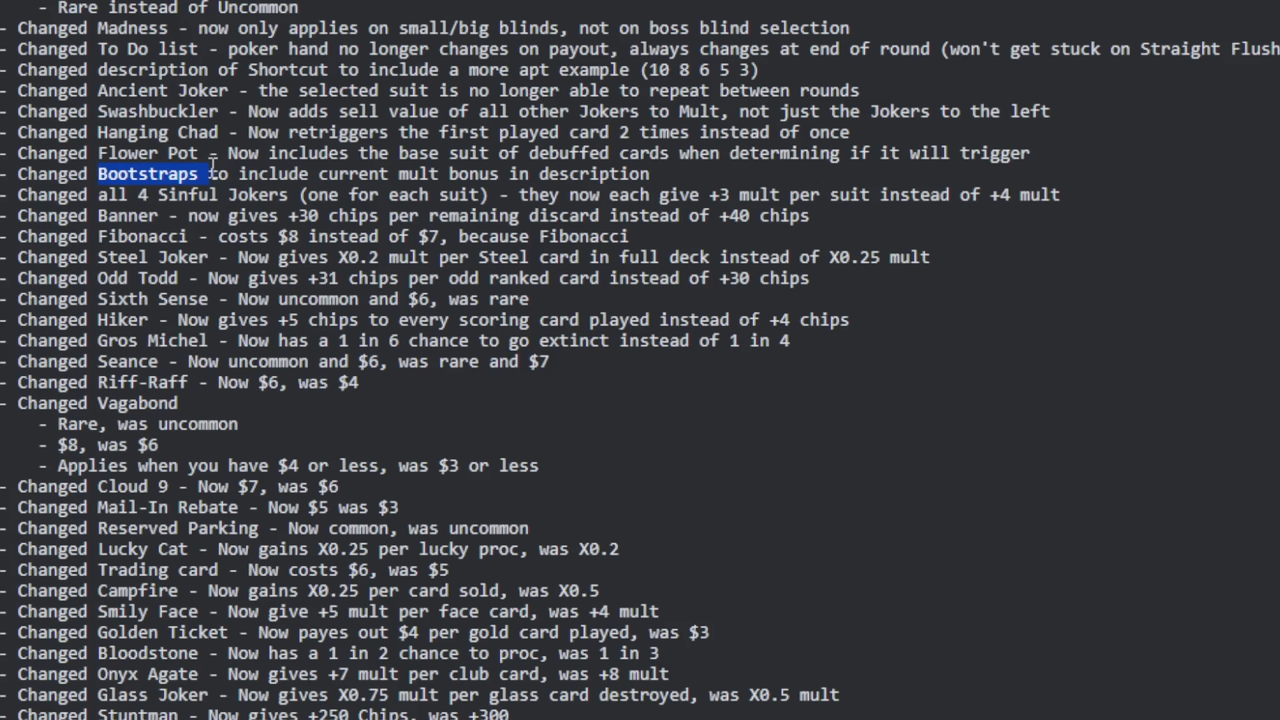 - Rare instead of Uncommon
- Changed Madness - now only applies on small/big blinds, not on boss blind selection
- Changed To Do list - poker hand no longer changes on payout, always changes at end of round (won't get stuck on Straight Flush
- Changed description of Shortcut to include a more apt example (10 8 6 5 3)
- Changed Ancient Joker - the selected suit is no longer able to repeat between rounds
- Changed Swashbuckler - Now adds sell value of all other Jokers to Mult, not just the Jokers to the left
- Changed Hanging Chad - Now retriggers the first played card 2 times instead of once
- Changed Flower Pot - Now includes the base suit of debuffed cards when determining if it will trigger
- Changed Bootstraps to include current mult bonus in description
- Changed all 4 Sinful Jokers (one for each suit) - they now each give +3 mult per suit instead of +4 mult
- Changed Banner - now gives +30 chips per remaining discard instead of +40 chips
- Changed Fibonacci - costs $8 instead of $7, because Fibonacci
- Changed Steel Joker - Now gives X0.2 mult per Steel card in full deck instead of X0.25 mult
- Changed Odd Todd - Now gives +31 chips per odd ranked card instead of +30 chips
- Changed Sixth Sense - Now uncommon and $6, was rare
- Changed Hiker - Now gives +5 chips to every scoring card played instead of +4 chips
- Changed Gros Michel - Now has a 1 in 6 chance to go extinct instead of 1 in 4
- Changed Seance - Now uncommon and $6, was rare and $7
- Changed Riff-Raff - Now $6, was $4
- Changed Vagabond
- Rare, was uncommon
- $8, was $6
- Applies when you have $4 or less, was $3 or less
- Changed Cloud 9 - Now $7, was $6
- Changed Mail-In Rebate - Now $5 was $3
- Changed Reserved Parking - Now common, was uncommon
- Changed Lucky Cat - Now gains X0.25 per lucky proc, was X0.2
- Changed Trading card - Now costs $6, was $5
- Changed Campfire - Now gains X0.25 per card sold, was X0.5
- Changed Smily Face - Now give +5 mult per face card, was +4 mult
- Changed Golden Ticket - Now pays out $4 per gold card played, was $3
- Changed Bloodstone - Now has a 1 in 2 chance to proc, was 1 in 3
- Changed Onyx Agate - Now gives +7 mult per club card, was +8 mult
- Changed Glass Joker - Now gives X0.75 mult per glass card destroyed, was X0.5 mult
- Changed Stuntman - Now gives +250 Chips, was +300